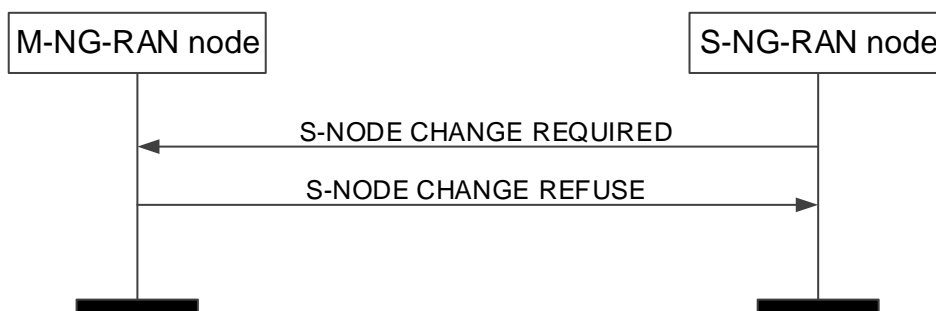 M-NG-RAN node
S-NG-RAN node
S-NODE CHANGE REQUIRED
S-NODE CHANGE REFUSE